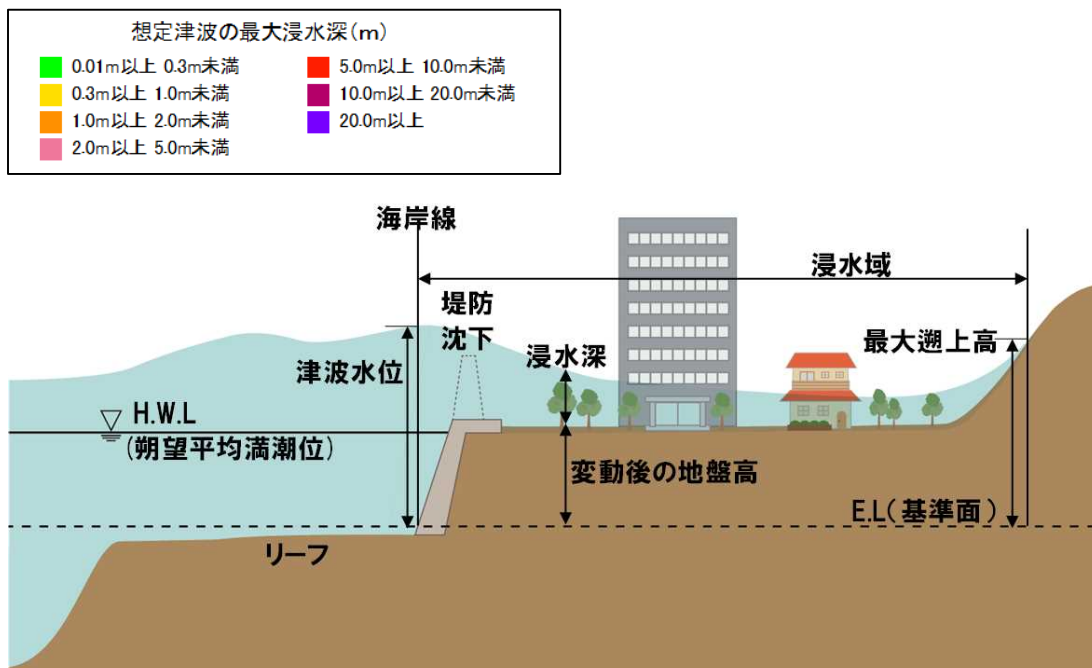 想定津波の最大浸水深(m)
0.01m以上 0.3m未満
0.3m以上 1.0m未満
1.0m以上 2.0m未満
2.0m以上 5.0m未満
5.0m以上 10.0m未満
10.0m以上 20.0m未満
20.0m以上
海岸線
浸水域
堤防
沈下
最大遡上高
浸水深
津波水位
H.W.L
(朔望平均満潮位)
変動後の地盤高
E.L(基準面)
リーフ